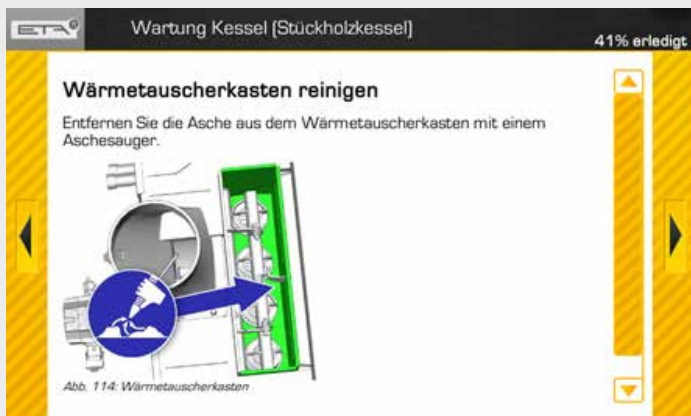 ETA
Wartung Kessel (Stückholzkessel)
41% erledigt
Wärmetauscherkasten reinigen
Entfernen Sie die Asche aus dem Wärmetauscherkasten mit einem
Aschesauger.
Abb. 114: Wärmetauscherkasten